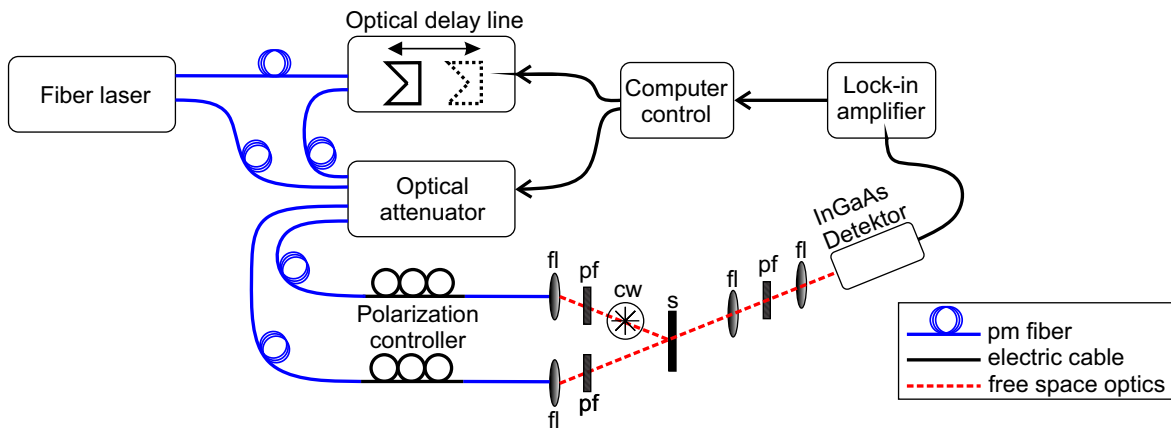 Optical delay line
Fiber laser
Computer
control
Lock-in
amplifier
Optical
attenuator
InGaAs
Detektor
fl
pf
cw
s
fl
pf
fl
Polarization
controller
fl
pf
pm fiber
electric cable
free space optics